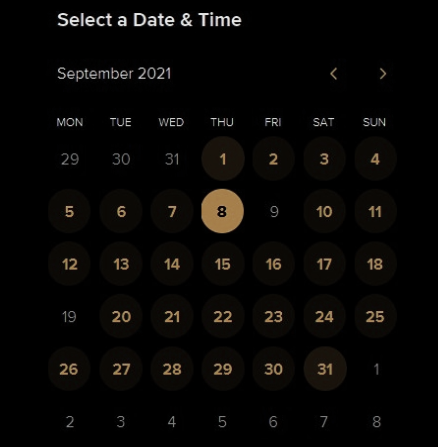 Select a Date & Time
September 2021
MON TUE WED THU FRI SAT SUN
29 30 31 1 2 3 4
5 6 7 8 9 10 11
12 13 14 15 16 17 18
19 20 21 22 23 24 25
26 27 28 29 30 31 1
2 3 4 5 6 7 8